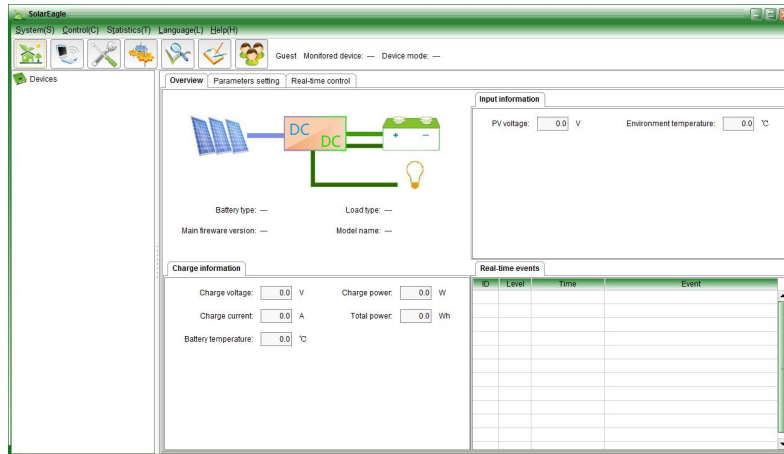 SolarEagle
System(S) Control(C) Statistics(T) Language(L) Help(H)
Guest Monitored device: --- Device mode: ---
Devices
Overview Parameters setting Real-time control
DC
DC
+ −
Battery type: --- Load type: ---
Main fireware version: --- Model name: ---
Input information
PV voltage: 0.0 V Environment temperature: 0.0 ℃
Charge information
Charge voltage: 0.0 V Charge power: 0.0 W
Charge current: 0.0 A Total power: 0.0 Wh
Battery temperature: 0.0 ℃
Real-time events
ID Level Time Event